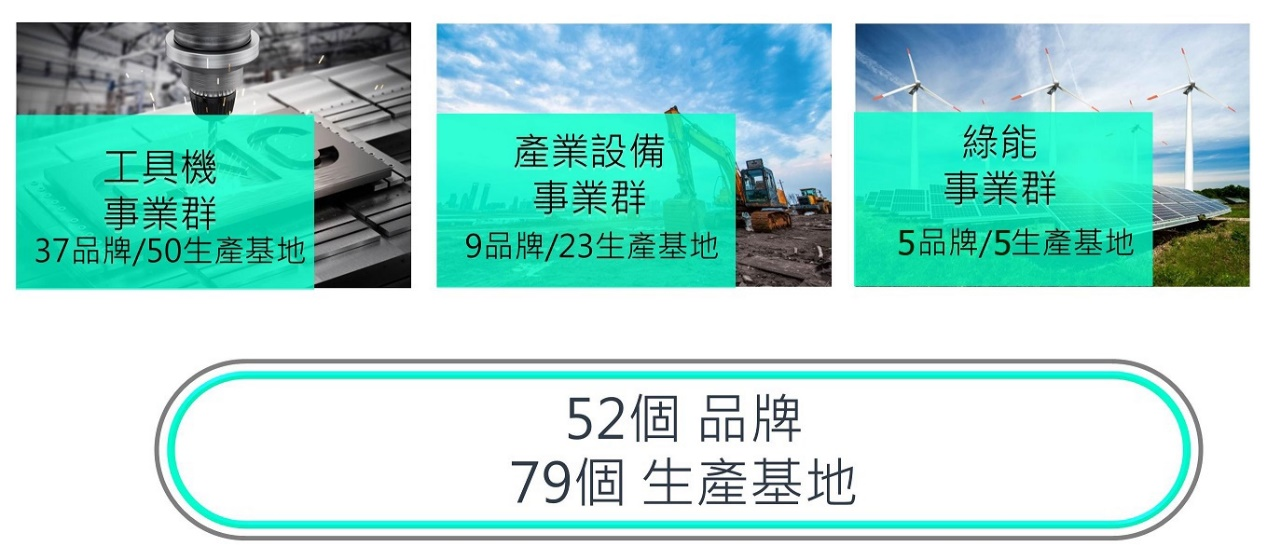 工具機
事業群
37品牌/50生產基地
產業設備
事業群
9品牌/23生產基地
綠能
事業群
5品牌/5生產基地
52個 品牌
79個 生產基地